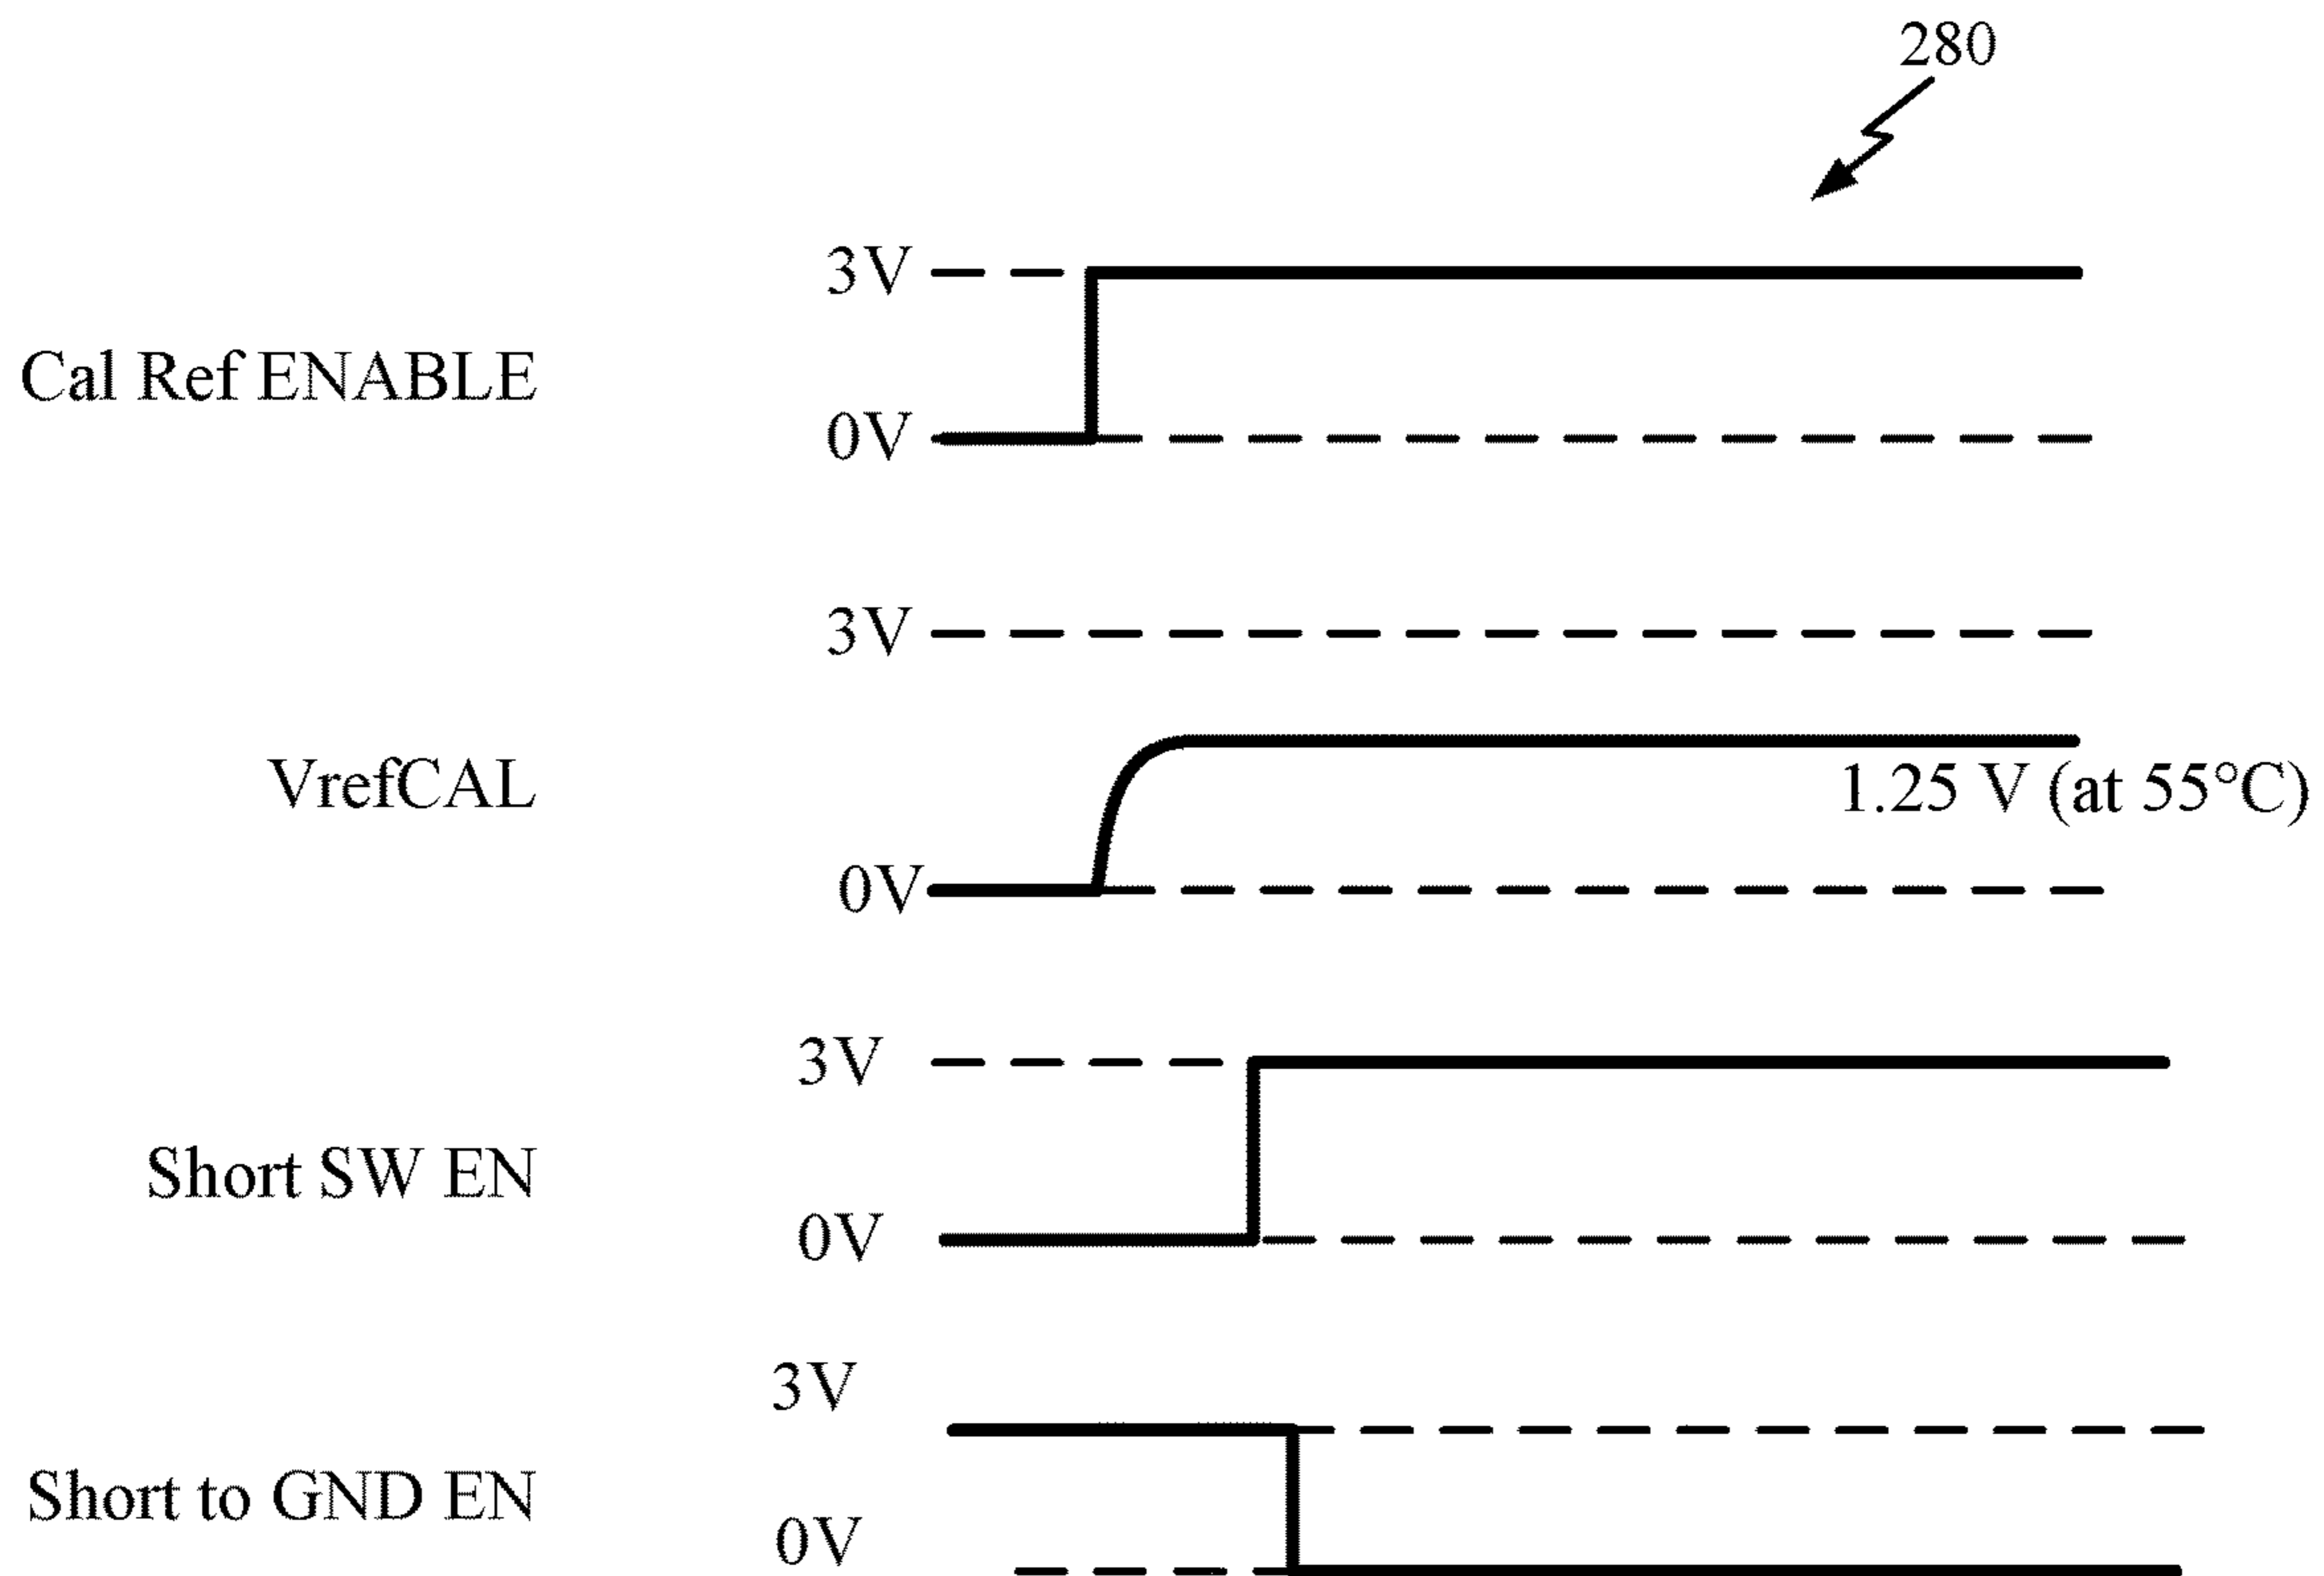 280
3V
Cal Ref ENABLE
0V
3V
VrefCAL
1.25 V (at 55°C)
0V
3V
Short SW EN
0V
3V
Short to GND EN
0V